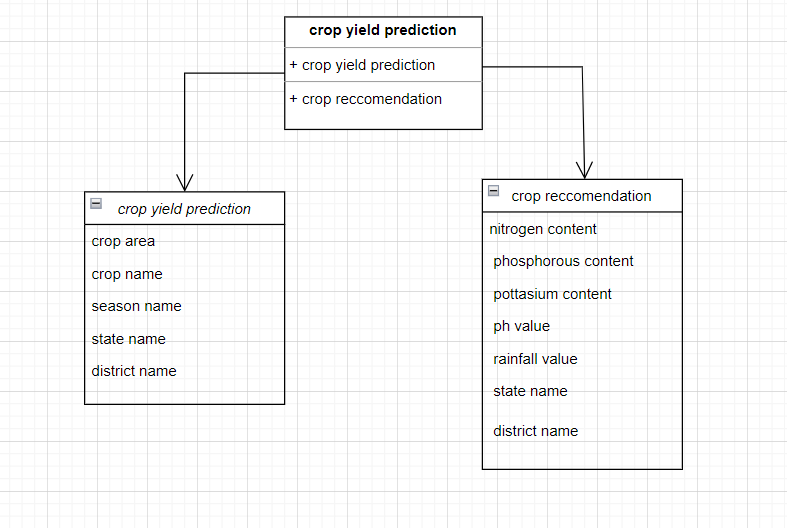 crop yield prediction
+ crop yield prediction
+ crop reccomendation
crop yield prediction
crop area
crop name
season name
state name
district name
crop reccomendation
nitrogen content
phosphorous content
pottasium content
ph value
rainfall value
state name
district name